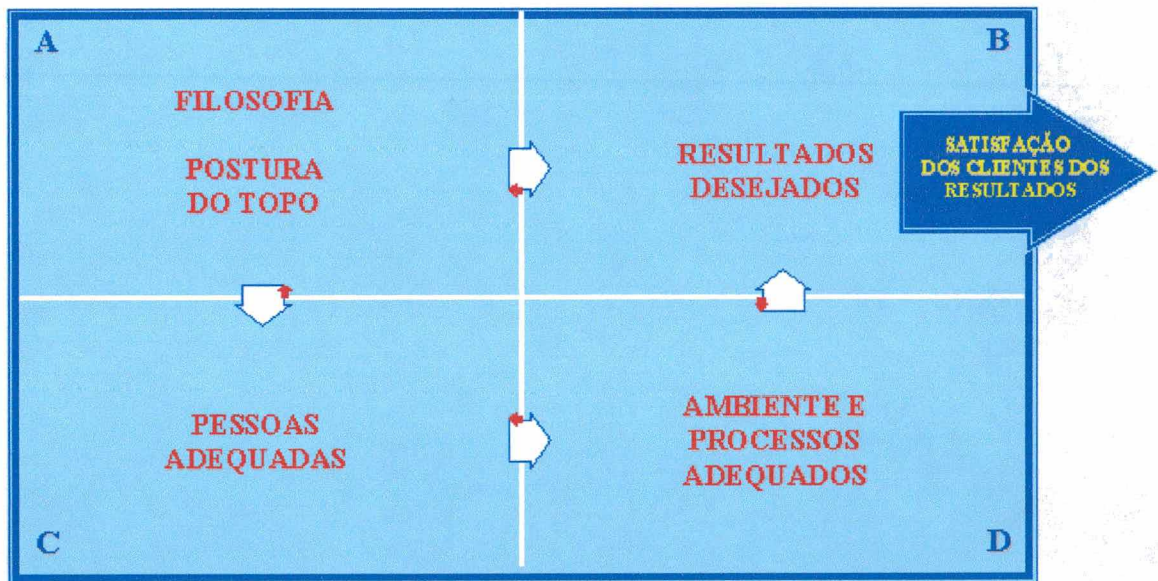 A
FILOSOFIA
POSTURA
DO TOPO
B
RESULTADOS
DESEJADOS
SATISFAÇÃO
DOS CLIENTES DOS
RESULTADOS
C
PESSOAS
ADEQUADAS
D
AMBIENTE E
PROCESSOS
ADEQUADOS